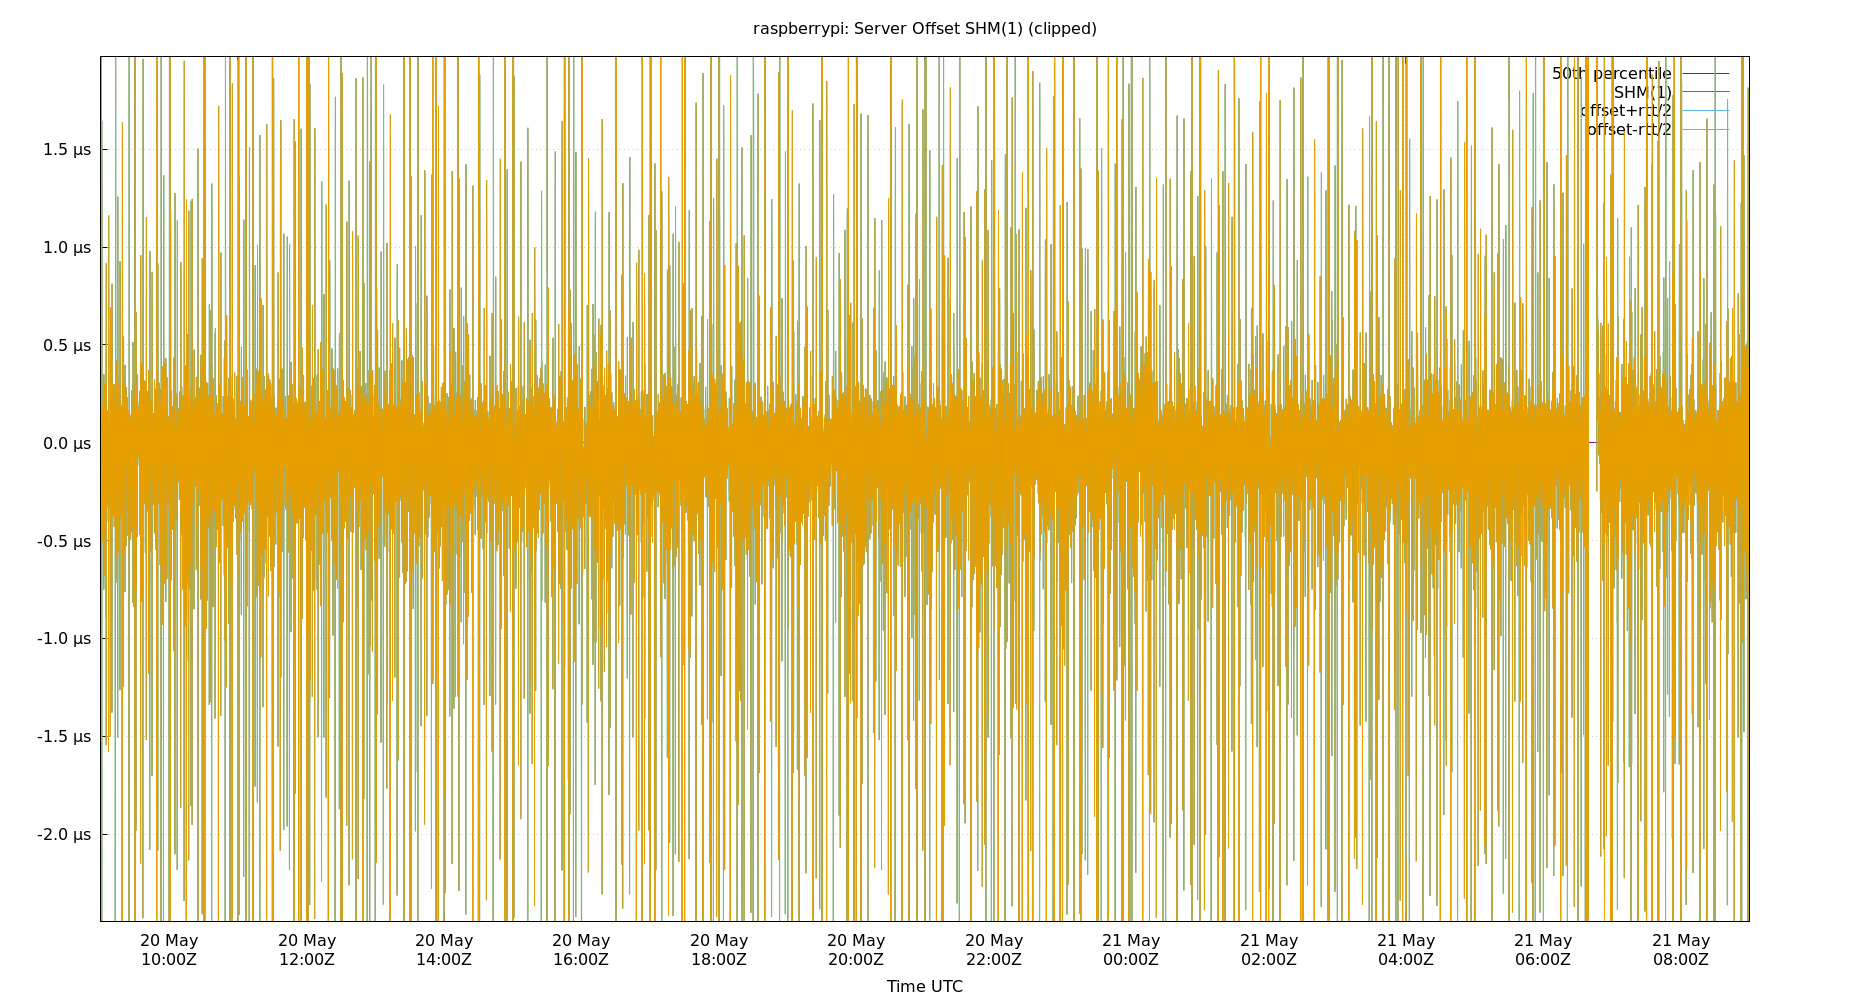 raspberrypi: Server Offset SHM(1) (clipped)
50th percentile
SHM(1)
offset+rtt/2
offset-rtt/2
1.5 µs
1.0 µs
0.5 µs
0.0 µs
-0.5 µs
-1.0 µs
-1.5 µs
-2.0 µs
20 May 20 May 20 May 20 May 20 May 20 May 20 May 21 May 21 May 21 May 21 May 21 May
10:00Z 12:00Z 14:00Z 16:00Z 18:00Z 20:00Z 22:00Z 00:00Z 02:00Z 04:00Z 06:00Z 08:00Z
Time UTC